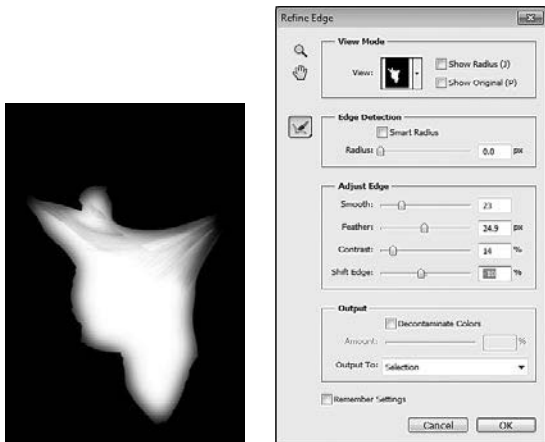 Refine Edge
View Mode
View:
Show Radius (J)
Show Original (P)
Edge Detection
Smart Radius
Radius: 0.0 px
Adjust Edge
Smooth: 23
Feather: 24.9 px
Contrast: 14 %
Shift Edge: %
Output
Decontaminate Colors
Amount: %
Output To: Selection
Remember Settings
Cancel OK